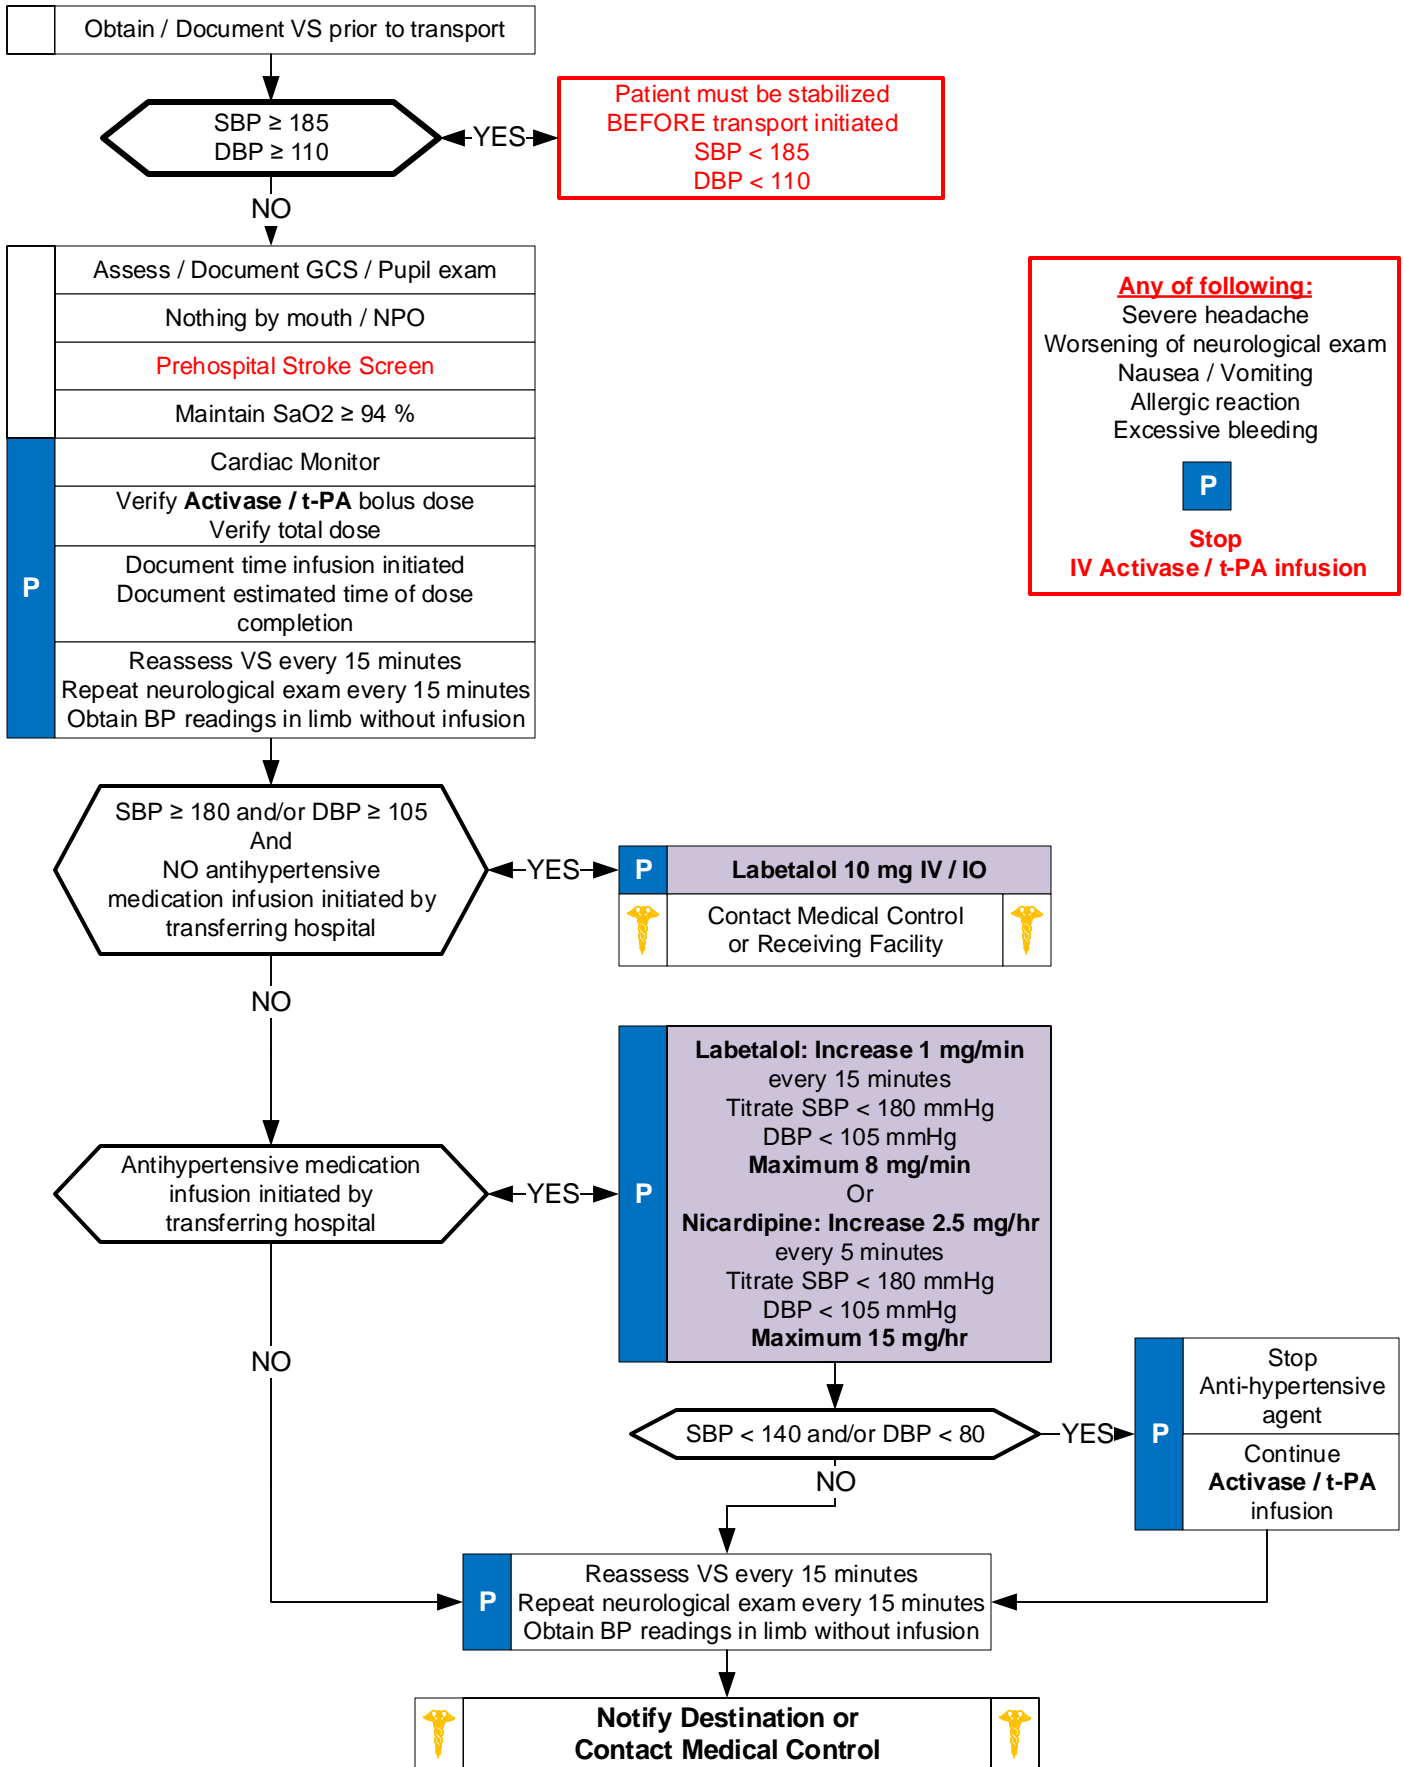 Obtain / Document VS prior to transport
SBP ≥ 185
DBP ≥ 110
YES
Patient must be stabilized
BEFORE transport initiated
SBP < 185
DBP < 110
NO
Assess / Document GCS / Pupil exam
Nothing by mouth / NPO
Prehospital Stroke Screen
Maintain SaO2 ≥ 94 %
P
Cardiac Monitor
Verify Activase / t-PA bolus dose
Verify total dose
Document time infusion initiated
Document estimated time of dose
completion
Reassess VS every 15 minutes
Repeat neurological exam every 15 minutes
Obtain BP readings in limb without infusion
Any of following:
Severe headache
Worsening of neurological exam
Nausea / Vomiting
Allergic reaction
Excessive bleeding
P
Stop
IV Activase / t-PA infusion
SBP ≥ 180 and/or DBP ≥ 105
And
NO antihypertensive
medication infusion initiated by
transferring hospital
YES
P
Labetalol 10 mg IV / IO
Contact Medical Control
or Receiving Facility
NO
Antihypertensive medication
infusion initiated by
transferring hospital
YES
P
Labetalol: Increase 1 mg/min
every 15 minutes
Titrate SBP < 180 mmHg
DBP < 105 mmHg
Maximum 8 mg/min
Or
Nicardipine: Increase 2.5 mg/hr
every 5 minutes
Titrate SBP < 180 mmHg
DBP < 105 mmHg
Maximum 15 mg/hr
NO
SBP < 140 and/or DBP < 80
YES
P
Stop
Anti-hypertensive
agent
Continue
Activase / t-PA
infusion
NO
P
Reassess VS every 15 minutes
Repeat neurological exam every 15 minutes
Obtain BP readings in limb without infusion
Notify Destination or
Contact Medical Control